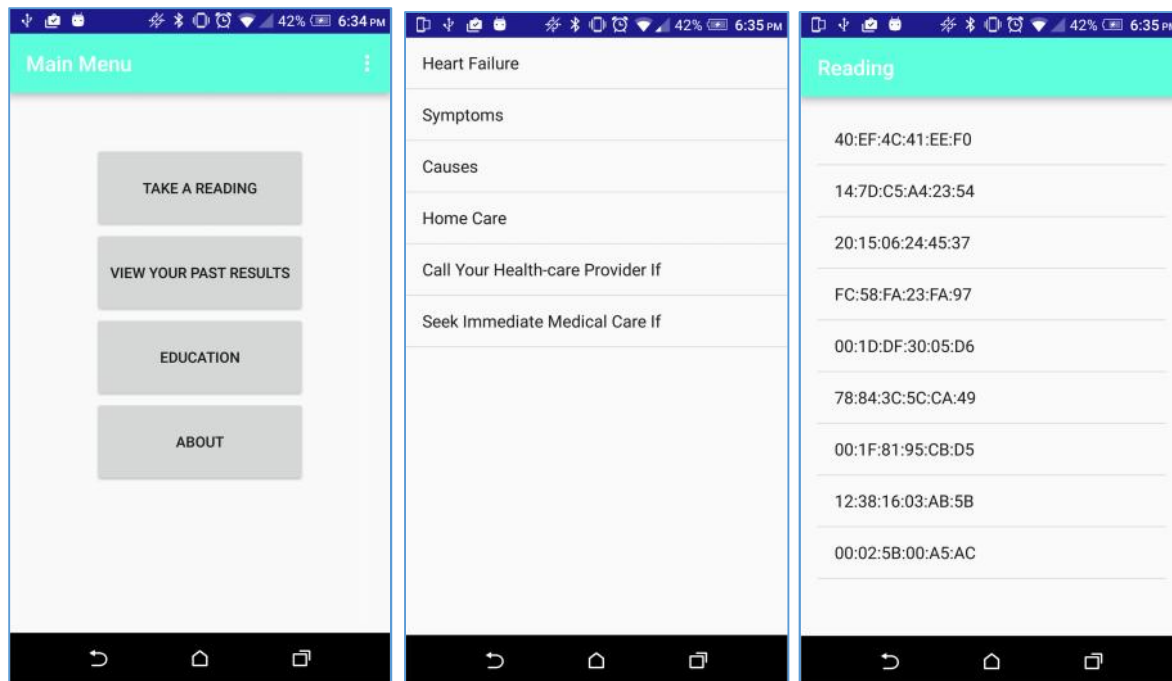 42% 6:34 PM
Main Menu
TAKE A READING
VIEW YOUR PAST RESULTS
EDUCATION
ABOUT
42% 6:35 PM
Heart Failure
Symptoms
Causes
Home Care
Call Your Health-care Provider If
Seek Immediate Medical Care If
42% 6:35 PM
Reading
40:EF:4C:41:EE:F0
14:7D:C5:A4:23:54
20:15:06:24:45:37
FC:58:FA:23:FA:97
00:1D:DF:30:05:D6
78:84:3C:5C:CA:49
00:1F:81:95:CB:D5
12:38:16:03:AB:5B
00:02:5B:00:A5:AC